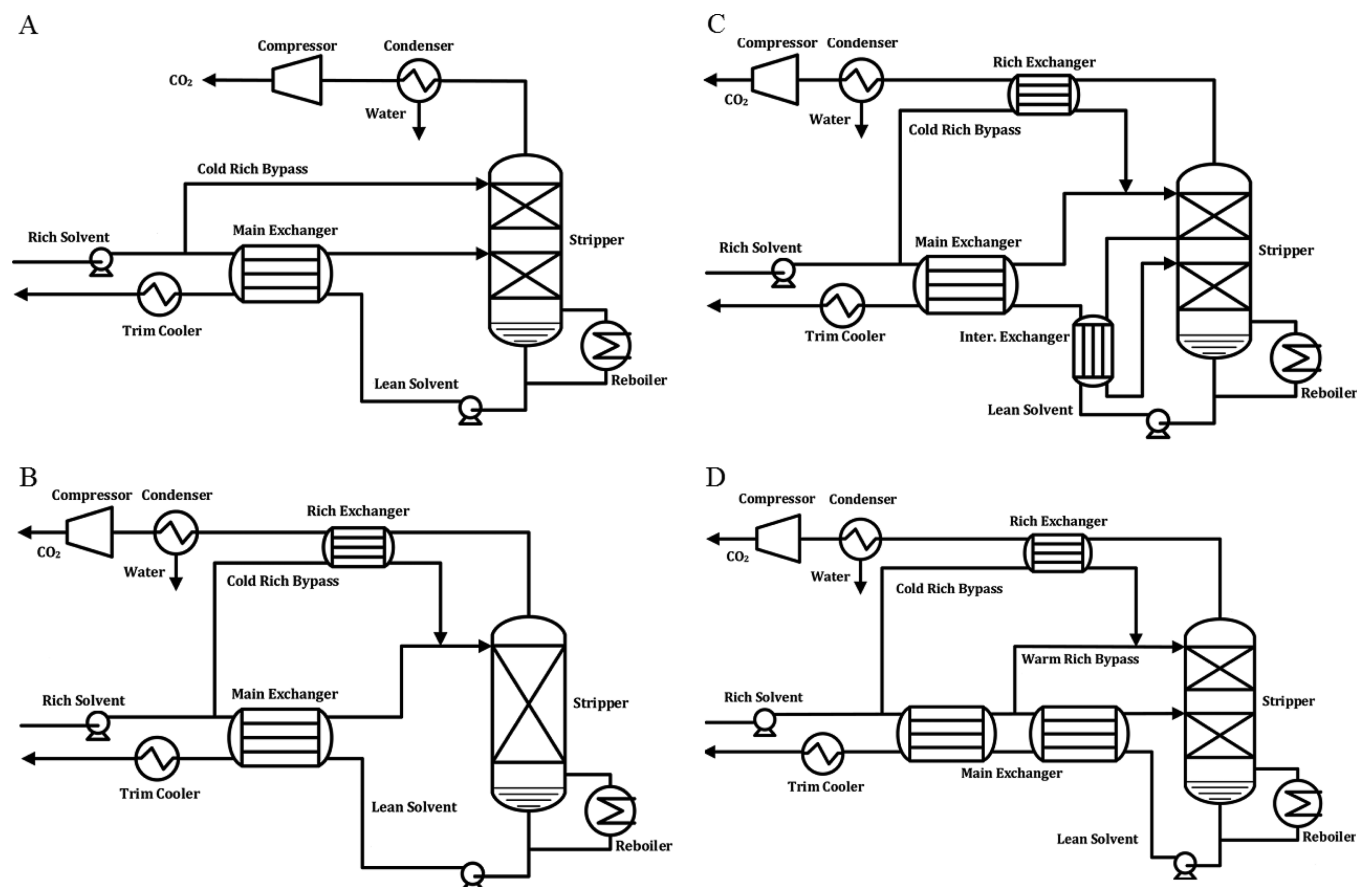 A
Compressor
Condenser
CO₂
Water
Cold Rich Bypass
Rich Solvent
Main Exchanger
Stripper
Trim Cooler
Lean Solvent
Reboiler
C
Compressor
Condenser
Rich Exchanger
CO₂
Water
Cold Rich Bypass
Rich Solvent
Main Exchanger
Stripper
Trim Cooler
Inter. Exchanger
Lean Solvent
Reboiler
B
Compressor
Condenser
Rich Exchanger
CO₂
Water
Cold Rich Bypass
Rich Solvent
Main Exchanger
Stripper
Trim Cooler
Lean Solvent
Reboiler
D
Compressor
Condenser
Rich Exchanger
CO₂
Water
Cold Rich Bypass
Warm Rich Bypass
Rich Solvent
Stripper
Main Exchanger
Trim Cooler
Lean Solvent
Reboiler